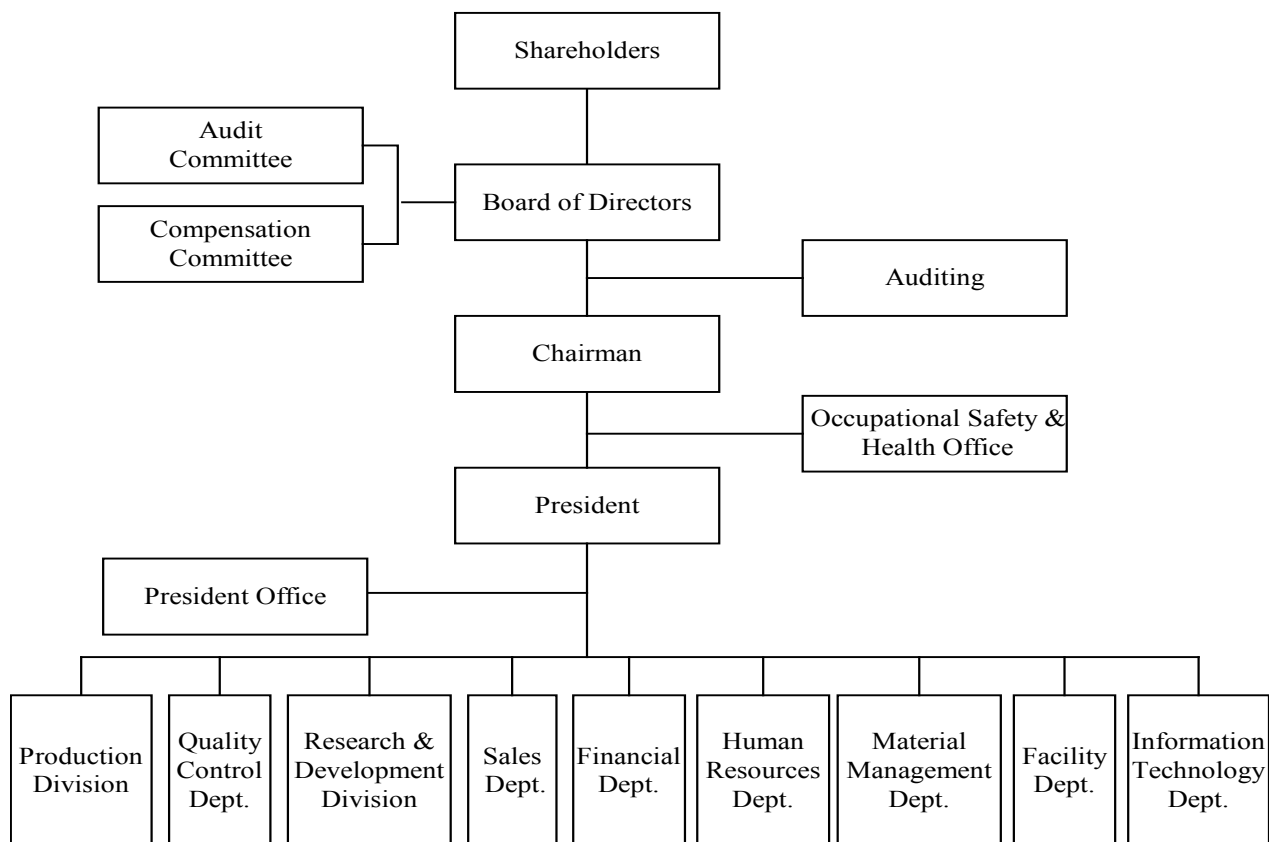 Shareholders
Audit
Committee
Board of Directors
Compensation
Committee
Auditing
Chairman
Occupational Safety &
Health Office
President
President Office
Production
Division
Quality
Control
Dept.
Research &
Development
Division
Sales
Dept.
Financial
Dept.
Human
Resources
Dept.
Material
Management
Dept.
Facility
Dept.
Information
Technology
Dept.